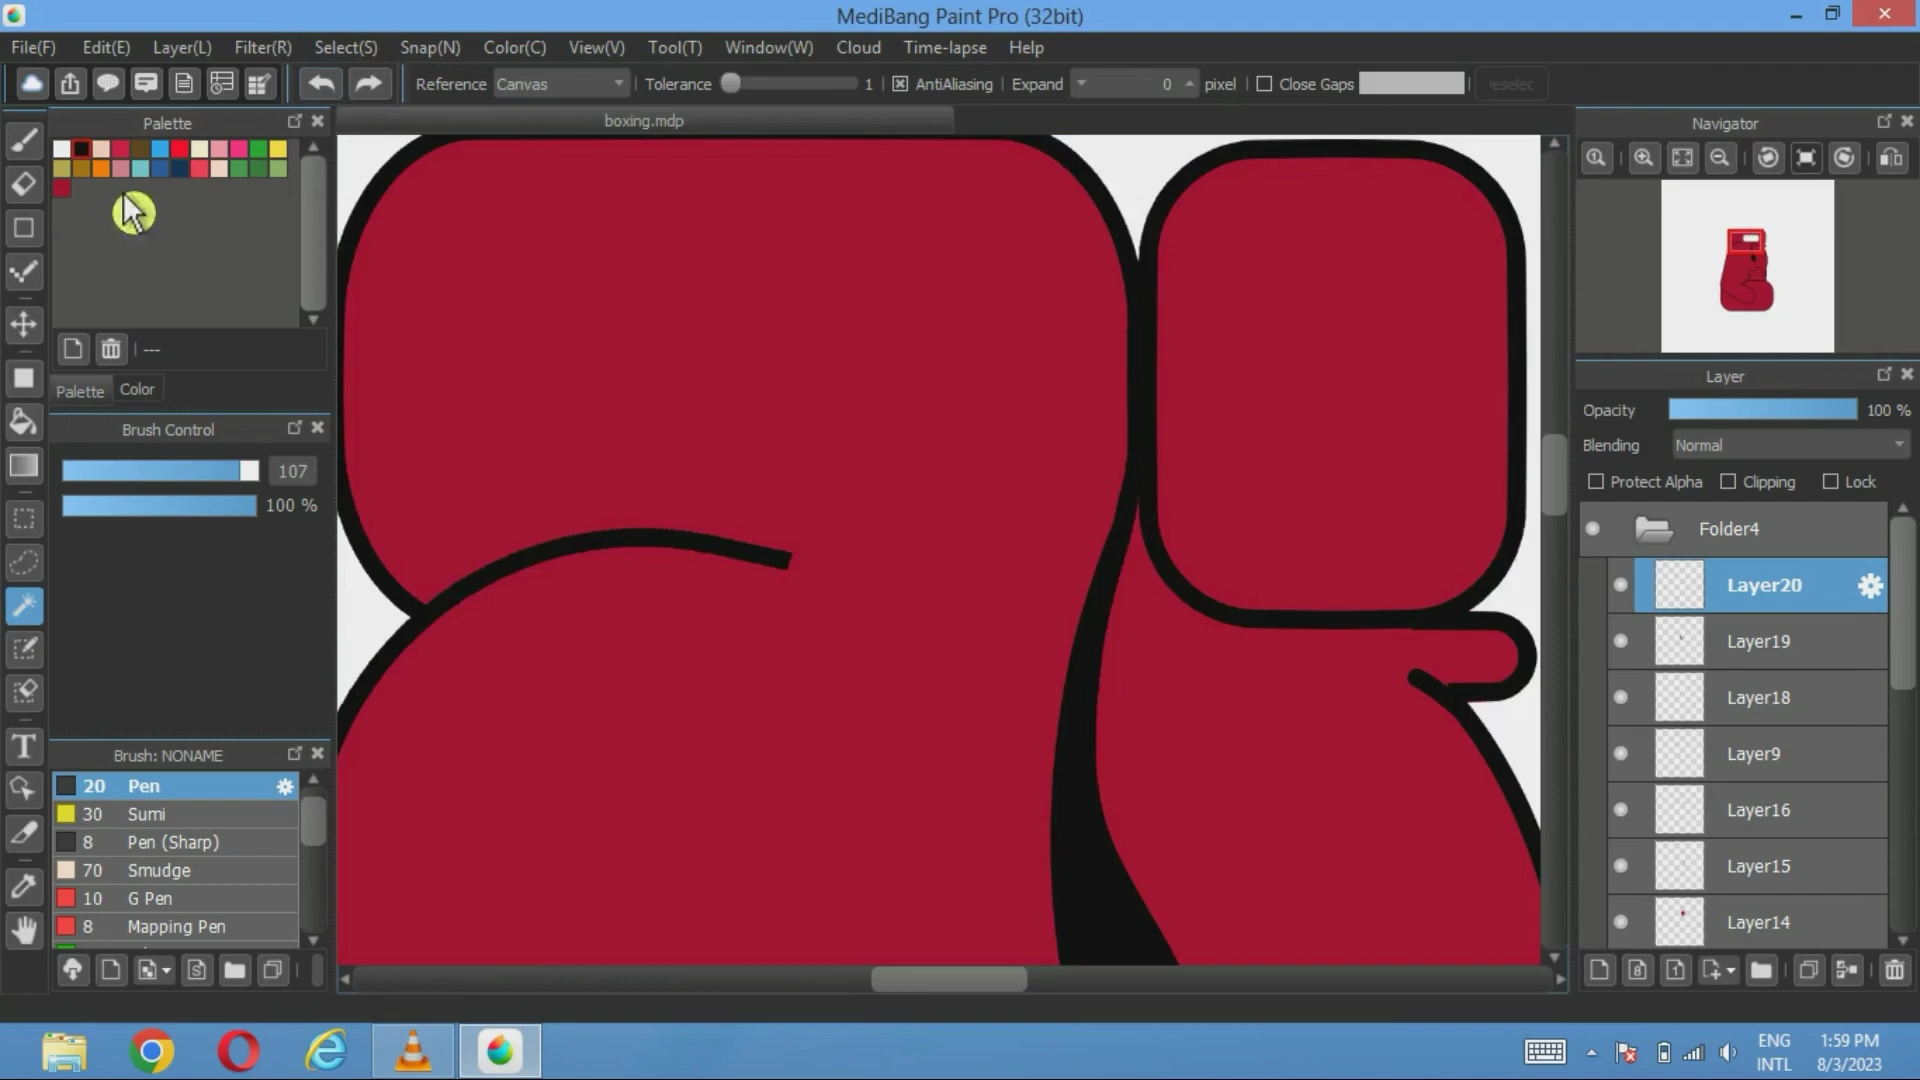 MediBang Paint Pro (32bit)
File(F) Edit(E) Layer(L) Filter(R) Select(S) Snap(N) Color(C) View(V) Tool(T) Window(W) Cloud Time-lapse Help
Reference Canvas Tolerance 1 AntiAliasing Expand 0 pixel Close Gaps eselec
Palette
boxing.mdp
Navigator
---
Palette Color
Layer
Opacity 100 %
Blending Normal
Protect Alpha Clipping Lock
Brush Control
107
100 %
Folder4
Layer20
Layer19
Layer18
Layer9
Layer16
Layer15
Layer14
Brush: NONAME
20 Pen
30 Sumi
8 Pen (Sharp)
70 Smudge
10 G Pen
8 Mapping Pen
ENG
INTL
1:59 PM
8/3/2023